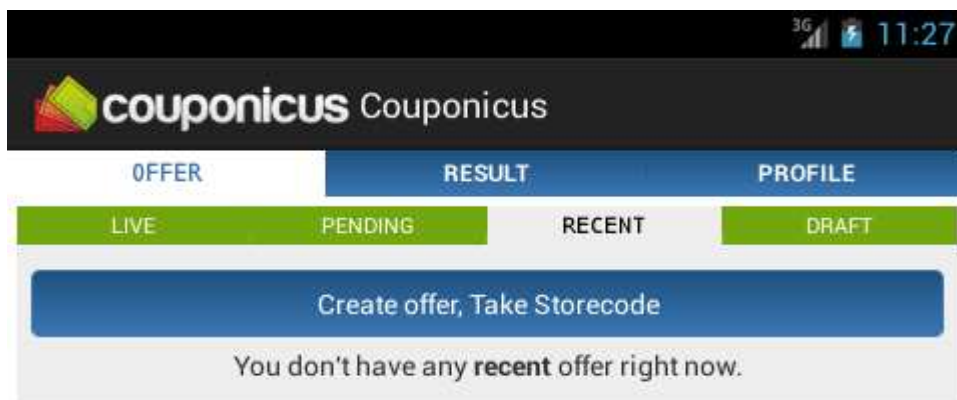 3G 11:27
couponicus Couponicus
OFFER RESULT PROFILE
LIVE PENDING RECENT DRAFT
Create offer, Take Storecode
You don't have any recent offer right now.